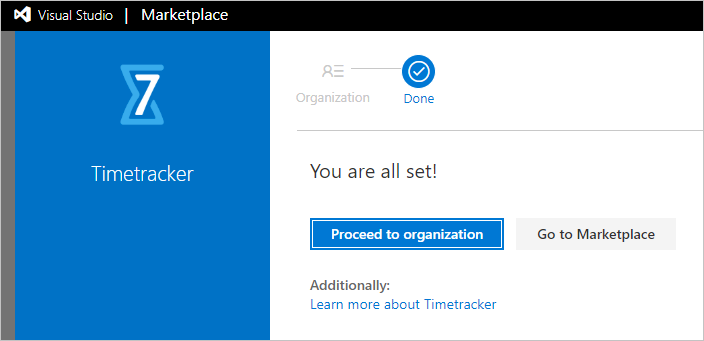 Visual Studio | Marketplace
7
Timetracker
Organization
Done
You are all set!
Proceed to organization
Go to Marketplace
Additionally:
Learn more about Timetracker